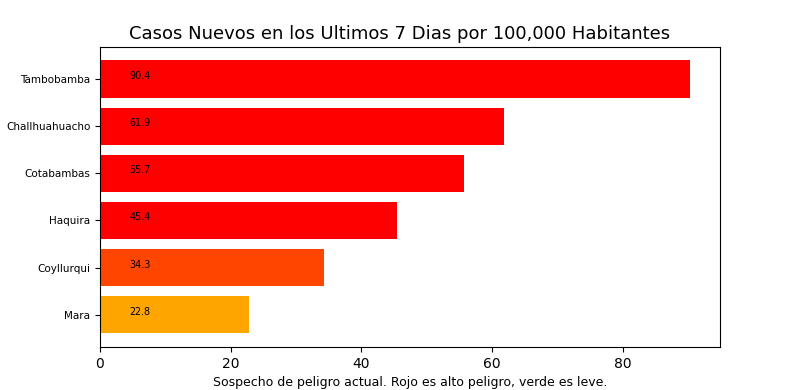 Casos Nuevos en los Ultimos 7 Dias por 100,000 Habitantes
Tambobamba 90.4
Challhuahuacho 61.9
Cotabambas 55.7
Haquira 45.4
Coyllurqui 34.3
Mara 22.8
0 20 40 60 80
Sospecho de peligro actual. Rojo es alto peligro, verde es leve.